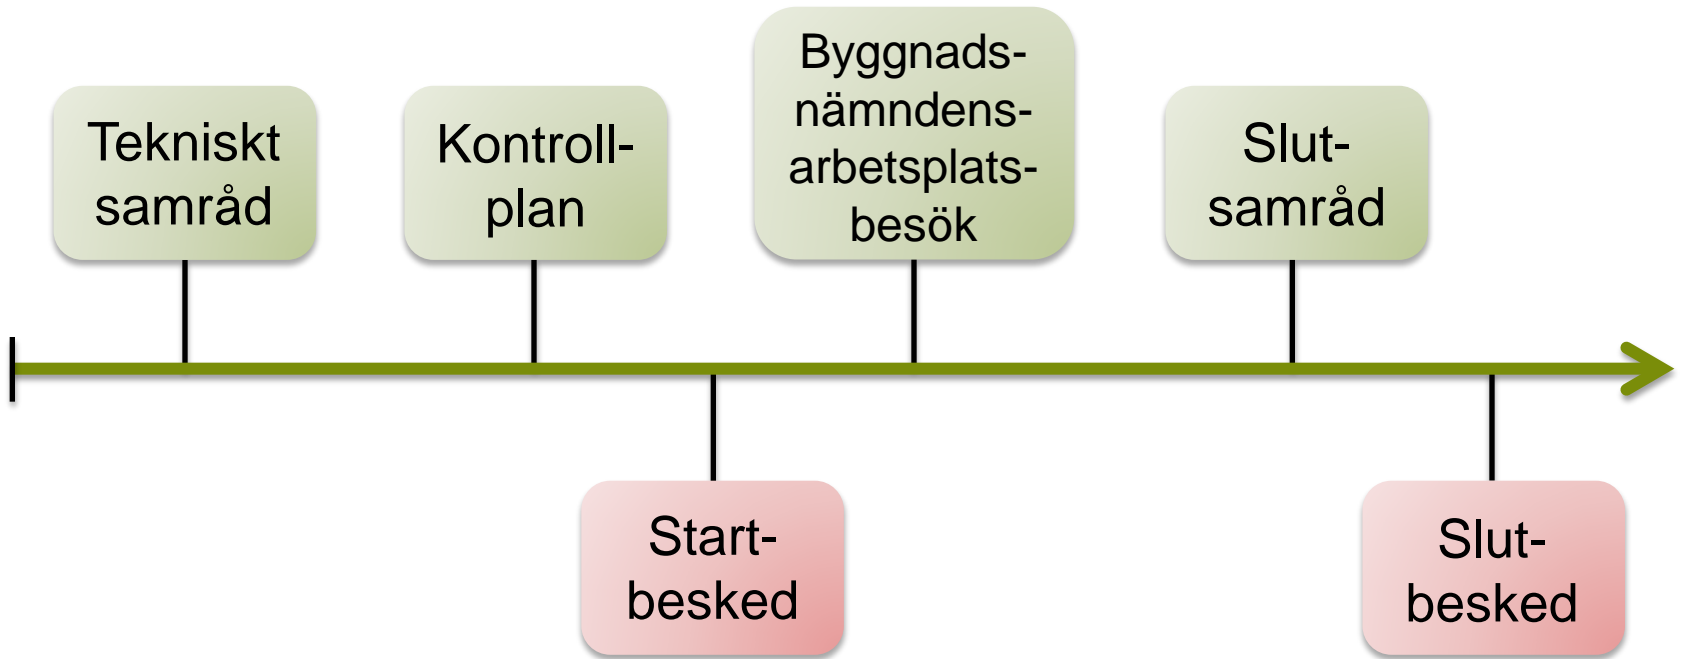 Tekniskt
samråd
Kontroll-
plan
Byggnads-
nämndens-
arbetsplats-
besök
Slut-
samråd
Start-
besked
Slut-
besked